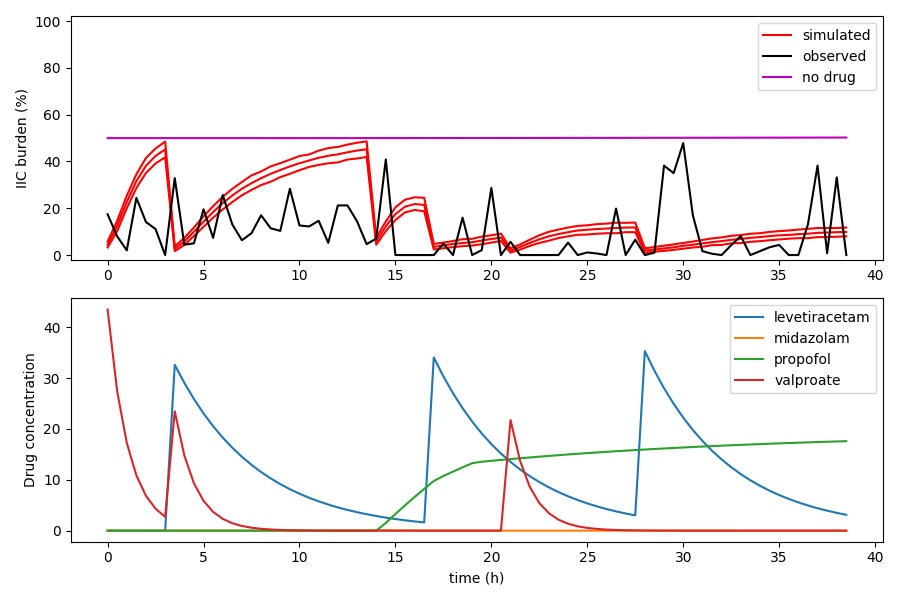 100
80
60
40
20
0
IIC burden (%)
simulated
observed
no drug
0
5
10
15
20
25
30
35
40
40
30
20
10
0
Drug concentration
levetiracetam
midazolam
propofol
valproate
0
5
10
15
20
25
30
35
40
time (h)